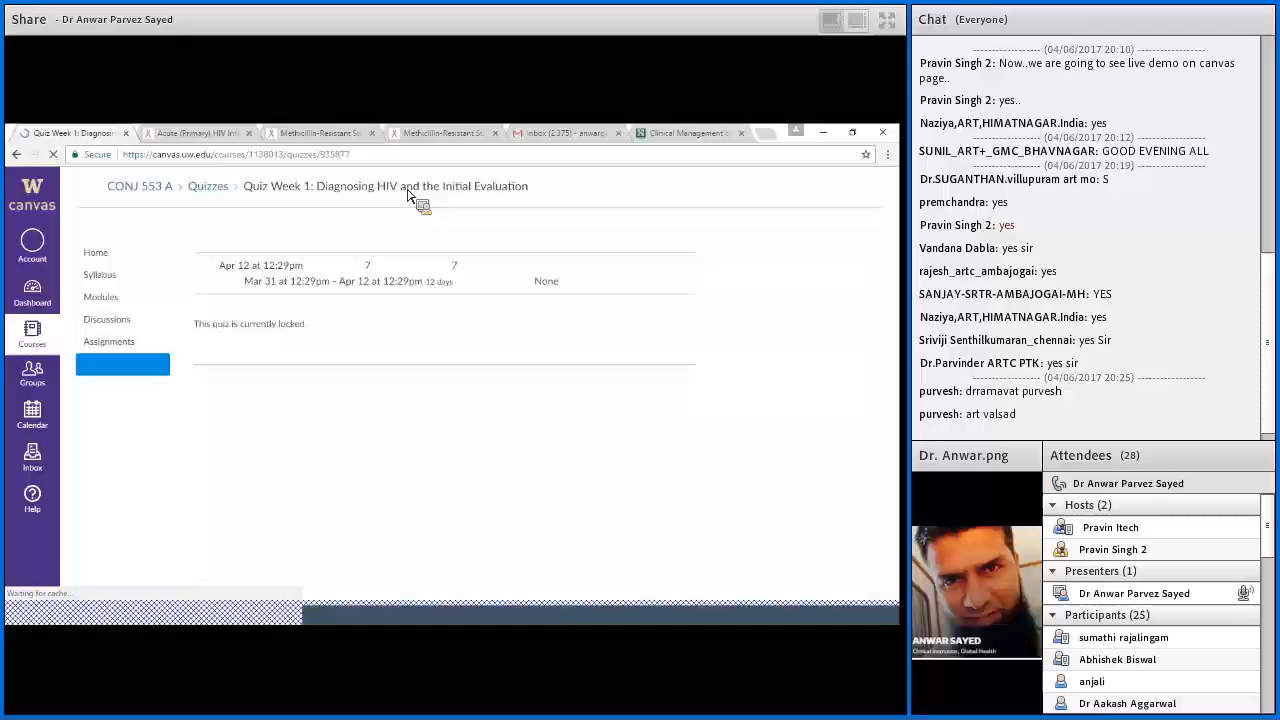 Share - Dr Anwar Parvez Sayed
Quiz Week 1: Diagnosin
Acute (Primary) HIV Inf
Methicillin-Resistant St
Methicillin-Resistant St
Inbox (2,375) - anwarp
Clinical Management o
Secure https://canvas.uw.edu/courses/1138013/quizzes/935877
W
canvas
Account
Dashboard
Courses
Groups
Calendar
Inbox
Help
CONJ 553 A > Quizzes > Quiz Week 1: Diagnosing HIV and the Initial Evaluation
Home
Syllabus
Modules
Discussions
Assignments
Apr 12 at 12:29pm 7 7
Mar 31 at 12:29pm - Apr 12 at 12:29pm 12 days None
This quiz is currently locked.
Waiting for cache...
Chat (Everyone)
------------------ (04/06/2017 20:10) ------------------
Pravin Singh 2: Now..we are going to see live demo on canvas
page..
Pravin Singh 2: yes..
Naziya,ART,HIMATNAGAR.India: yes
------------------ (04/06/2017 20:12) ------------------
SUNIL_ART+_GMC_BHAVNAGAR: GOOD EVENING ALL
------------------ (04/06/2017 20:19) ------------------
Dr.SUGANTHAN.villupuram art mo: S
premchandra: yes
Pravin Singh 2: yes
Vandana Dabla: yes sir
rajesh_artc_ambajogai: yes
SANJAY-SRTR-AMBAJOGAI-MH: YES
Naziya,ART,HIMATNAGAR.India: yes
Sriviji Senthilkumaran_chennai: yes Sir
Dr.Parvinder ARTC PTK: yes sir
------------------ (04/06/2017 20:25) ------------------
purvesh: drramavat purvesh
purvesh: art valsad
Dr. Anwar.png
ANWAR SAYED
Clinical Instructor, Global Health
Attendees (28)
Dr Anwar Parvez Sayed
Hosts (2)
Pravin Itech
Pravin Singh 2
Presenters (1)
Dr Anwar Parvez Sayed
Participants (25)
sumathi rajalingam
Abhishek Biswal
anjali
Dr Aakash Aggarwal